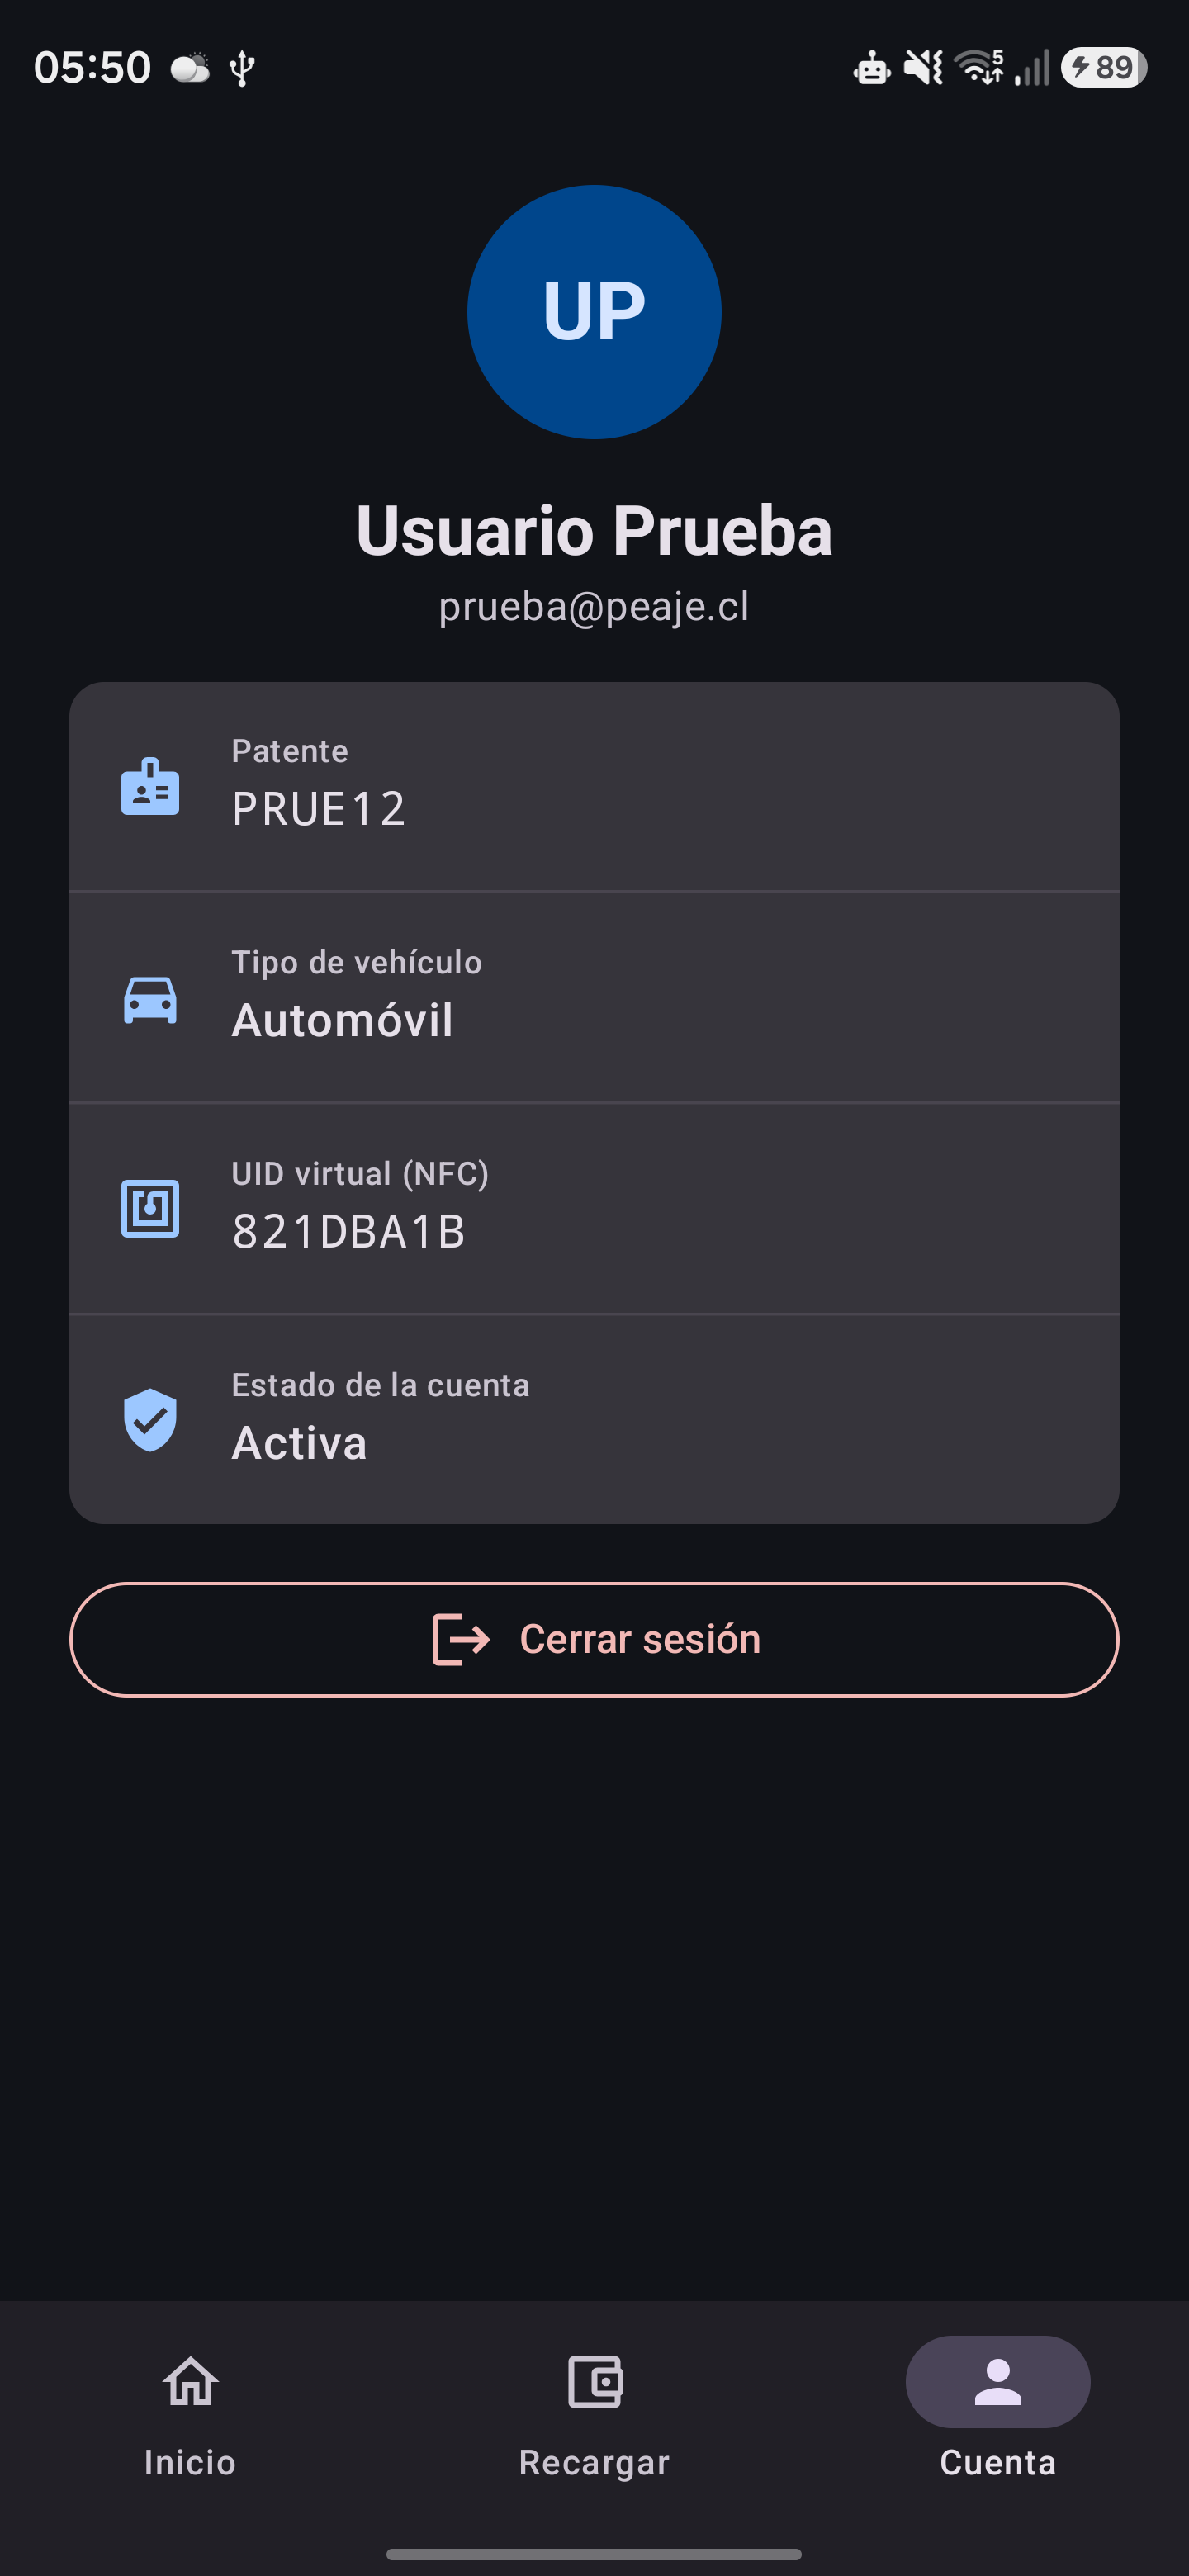 05:50
5
89
UP
Usuario Prueba
prueba@peaje.cl
Patente
PRUE12
Tipo de vehículo
Automóvil
UID virtual (NFC)
821DBA1B
Estado de la cuenta
Activa
Cerrar sesión
Inicio
Recargar
Cuenta